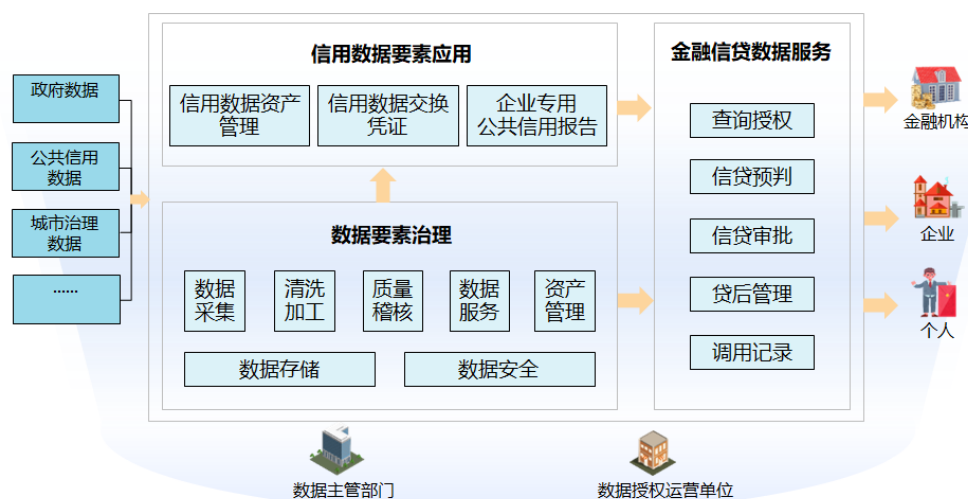 政府数据
公共信用
数据
城市治理
数据
......
信用数据要素应用
信用数据资产
管理
信用数据交换
凭证
企业专用
公共信用报告
数据要素治理
数据
采集
清洗
加工
质量
稽核
数据
服务
资产
管理
数据存储
数据安全
金融信贷数据服务
查询授权
信贷预判
信贷审批
贷后管理
调用记录
金融机构
企业
个人
数据主管部门
数据授权运营单位